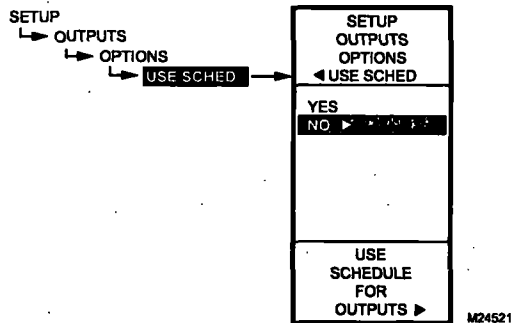 SETUP
OUTPUTS
OPTIONS
USE SCHED
SETUP
OUTPUTS
OPTIONS
◄ USE SCHED
YES
NO ►
USE
SCHEDULE
FOR
OUTPUTS ►
M24521